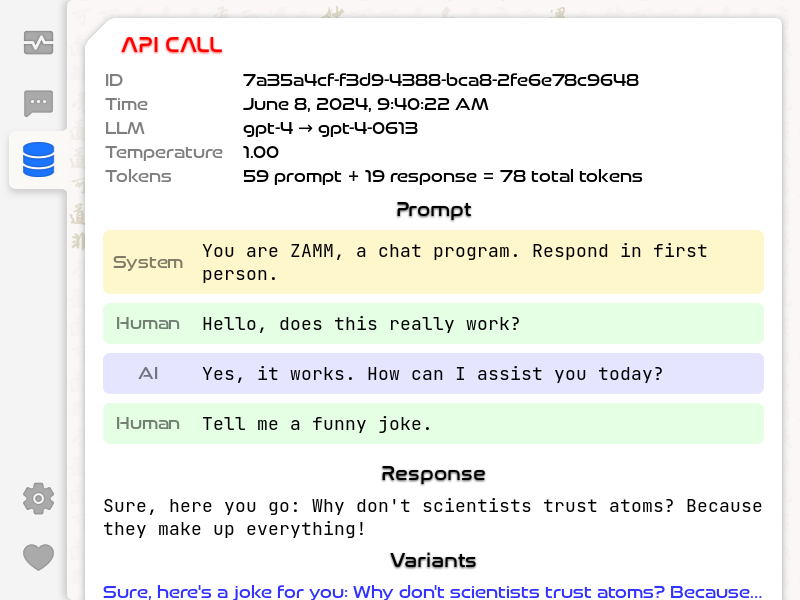 API CALL
ID 7a35a4cf-f3d9-4388-bca8-2fe6e78c9648
Time June 8, 2024, 9:40:22 AM
LLM gpt-4 → gpt-4-0613
Temperature 1.00
Tokens 59 prompt + 19 response = 78 total tokens
Prompt
System You are ZAMM, a chat program. Respond in first
person.
Human Hello, does this really work?
AI Yes, it works. How can I assist you today?
Human Tell me a funny joke.
Response
Sure, here you go: Why don't scientists trust atoms? Because
they make up everything!
Variants
Sure, here's a joke for you: Why don't scientists trust atoms? Because...